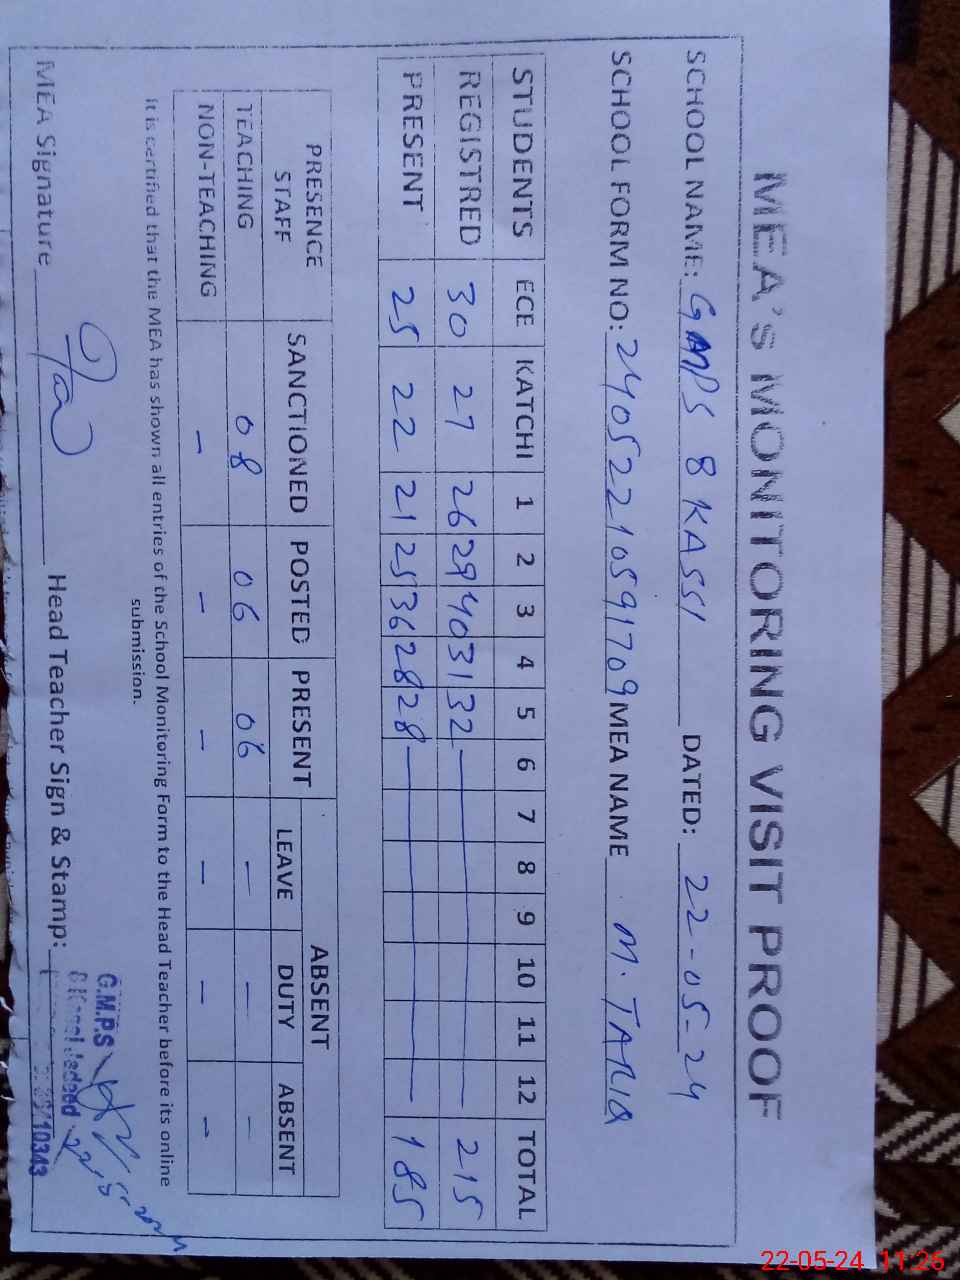 MEA's MONITORING VISIT PROOF
SCHOOL NAME: GMPS 8 KASSI DATED: 22-05-24
SCHOOL FORM NO: 24052210591709 MEA NAME M. TARIQ
STUDENTS ECE KATCHI 1 2 3 4 5 6 7 8 9 10 11 12 TOTAL
REGISTRED 30 27 26 29 40 31 32 — 215
PRESENT 25 22 21 25 36 28 28 — 185
PRESENCE STAFF SANCTIONED POSTED PRESENT ABSENT
LEAVE DUTY ABSENT
TEACHING 08 06 06 — — —
NON-TEACHING — — — — — —
It is certified that the MEA has shown all entries of the School Monitoring Form to the Head Teacher before its online
submission.
MEA Signature Head Teacher Sign & Stamp:
G.M.P.S
Jadeed
10343
22-05-24 11:26